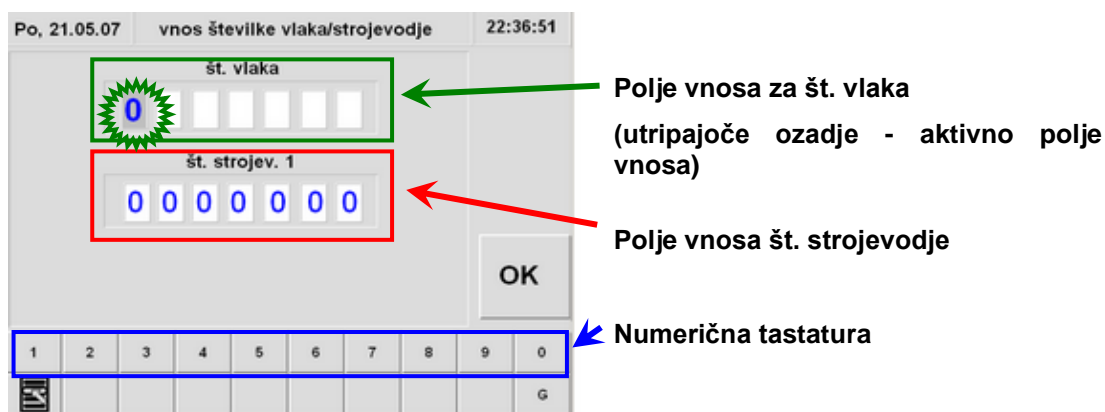 Po, 21.05.07 vnos številke vlaka/strojevodje 22:36:51
št. vlaka
0
št. strojev. 1
0 0 0 0 0 0 0
OK
1 2 3 4 5 6 7 8 9 0
G
Polje vnosa za št. vlaka
(utripajoče ozadje - aktivno polje
vnosa)
Polje vnosa št. strojevodje
Numerična tastatura